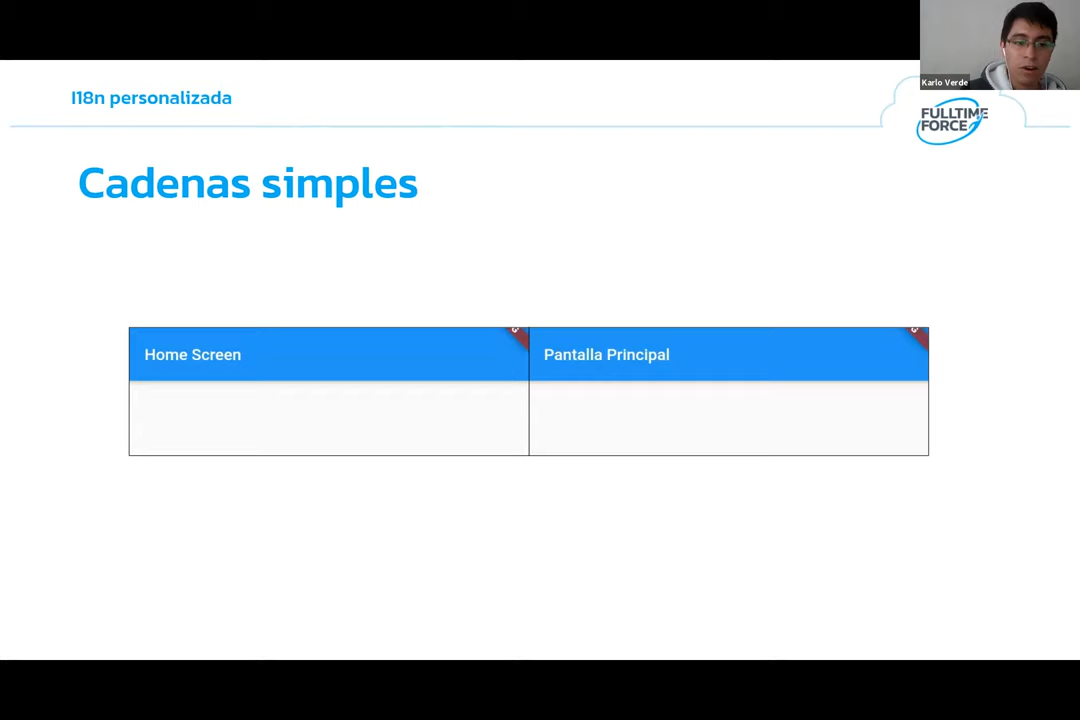 Karlo Verde
I18n personalizada
FULLTIME
FORCE
Cadenas simples
Home Screen
Pantalla Principal